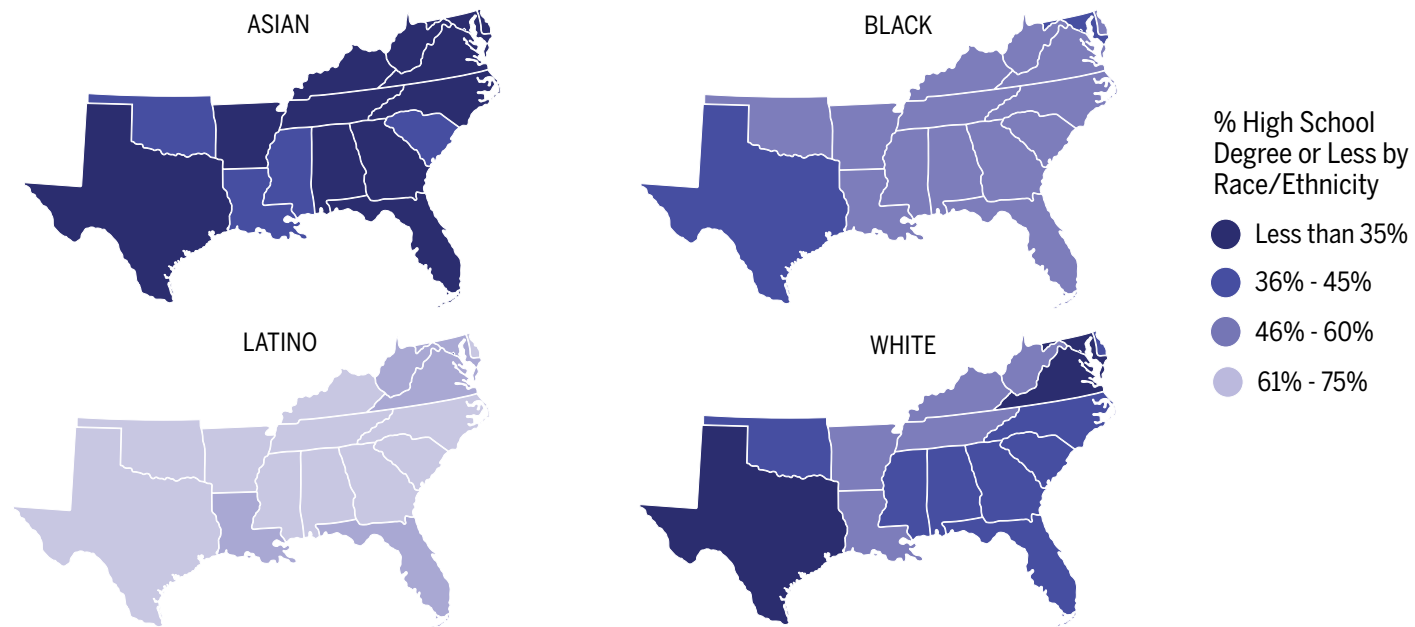 ASIAN
BLACK
LATINO
WHITE
% High School
Degree or Less by
Race/Ethnicity
Less than 35%
36% - 45%
46% - 60%
61% - 75%